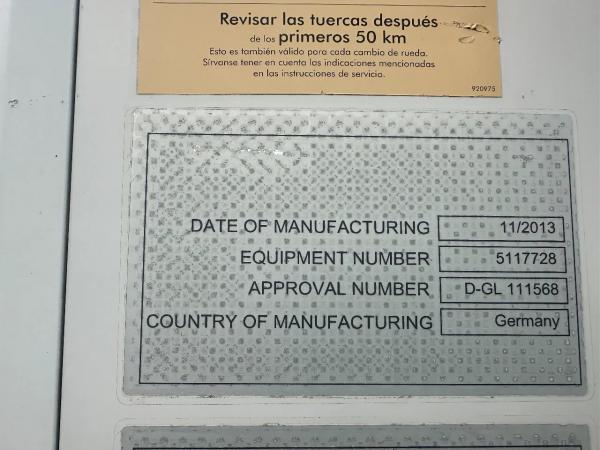 Revisar las tuercas después
de los primeros 50 km
Esto es también válido para cada cambio de rueda.
Sírvanse tener en cuenta las indicaciones mencionadas
en las instrucciones de servicio.
920975
DATE OF MANUFACTURING 11/2013
EQUIPMENT NUMBER 5117728
APPROVAL NUMBER D-GL 111568
COUNTRY OF MANUFACTURING Germany